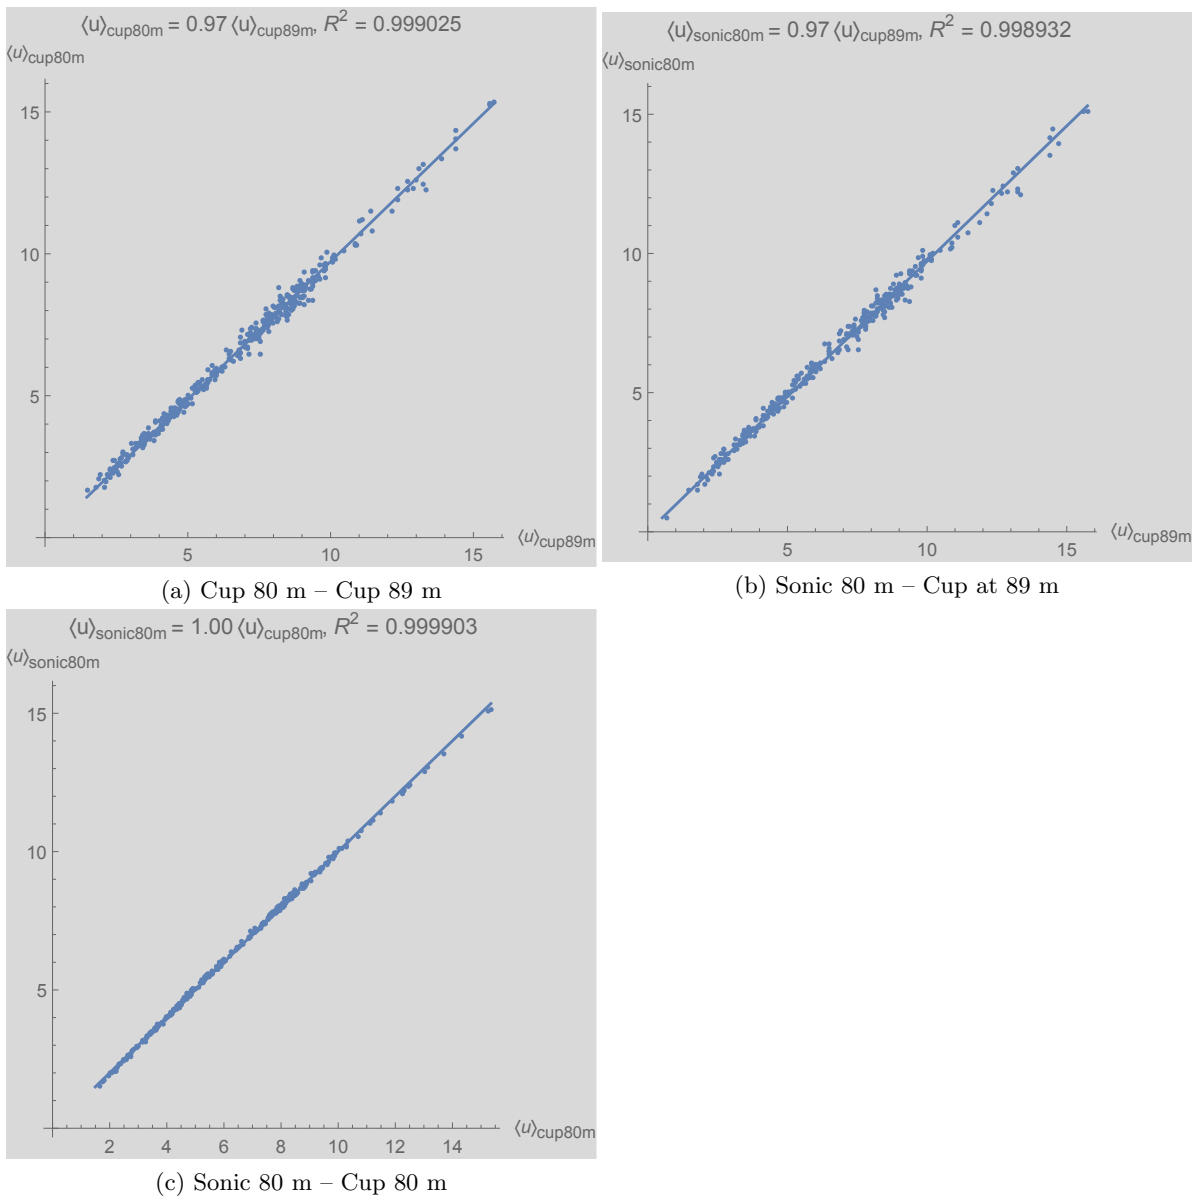 ⟨u⟩cup80m = 0.97 ⟨u⟩cup89m, R² = 0.999025
⟨u⟩cup80m
15
10
5
5 10 15
⟨u⟩cup89m
(a) Cup 80 m – Cup 89 m
⟨u⟩sonic80m = 0.97 ⟨u⟩cup89m, R² = 0.998932
⟨u⟩sonic80m
15
10
5
5 10 15
⟨u⟩cup89m
(b) Sonic 80 m – Cup at 89 m
⟨u⟩sonic80m = 1.00 ⟨u⟩cup80m, R² = 0.999903
⟨u⟩sonic80m
15
10
5
2 4 6 8 10 12 14
⟨u⟩cup80m
(c) Sonic 80 m – Cup 80 m